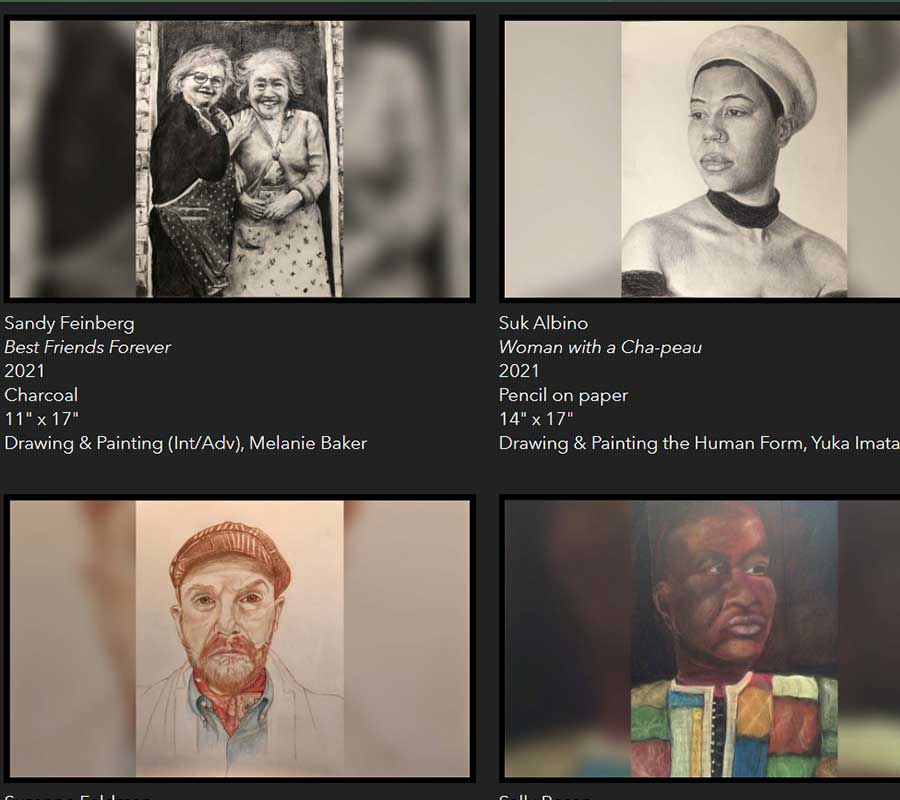 Sandy Feinberg
Best Friends Forever
2021
Charcoal
11" x 17"
Drawing & Painting (Int/Adv), Melanie Baker
Suk Albino
Woman with a Cha-peau
2021
Pencil on paper
14" x 17"
Drawing & Painting the Human Form, Yuka Imata